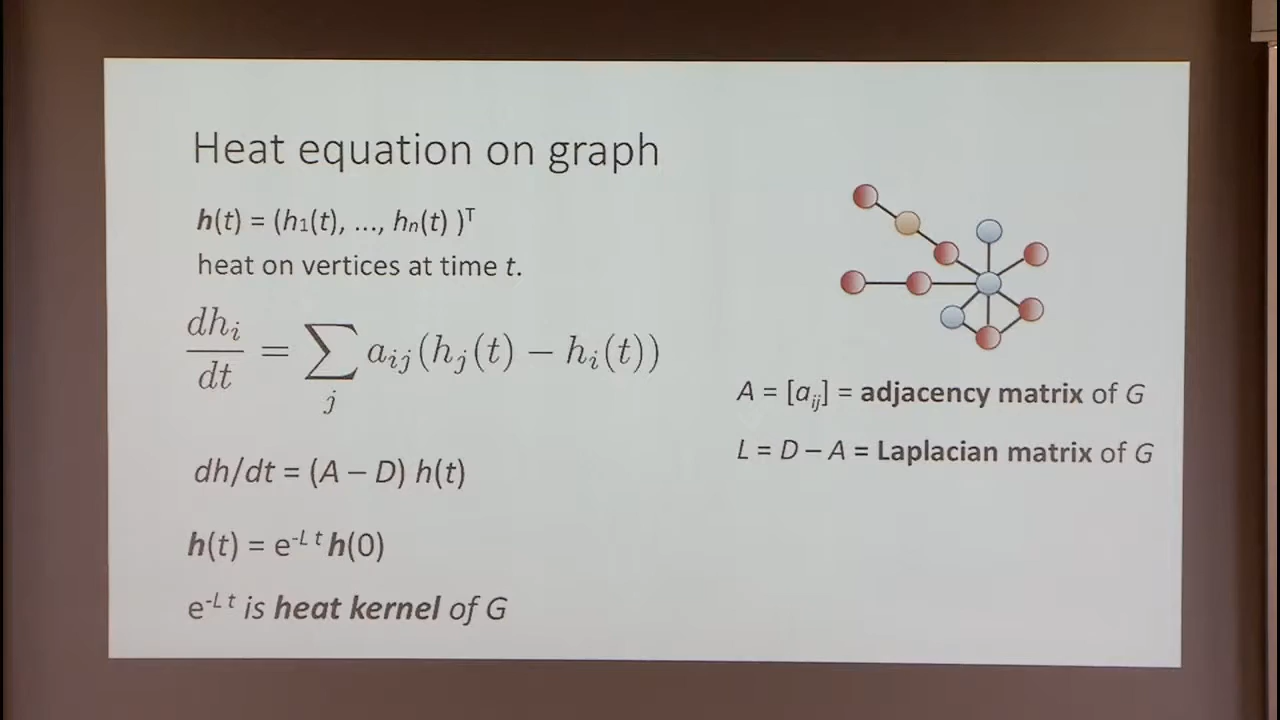 Heat equation on graph
h(t) = (h₁(t), ..., hₙ(t) )ᵀ
heat on vertices at time t.
dhᵢ/dt = ∑ⱼ aᵢⱼ(hⱼ(t) − hᵢ(t))
dh/dt = (A – D) h(t)
h(t) = e^{-L t} h(0)
e^{-L t} is heat kernel of G
A = [aᵢⱼ] = adjacency matrix of G
L = D – A = Laplacian matrix of G